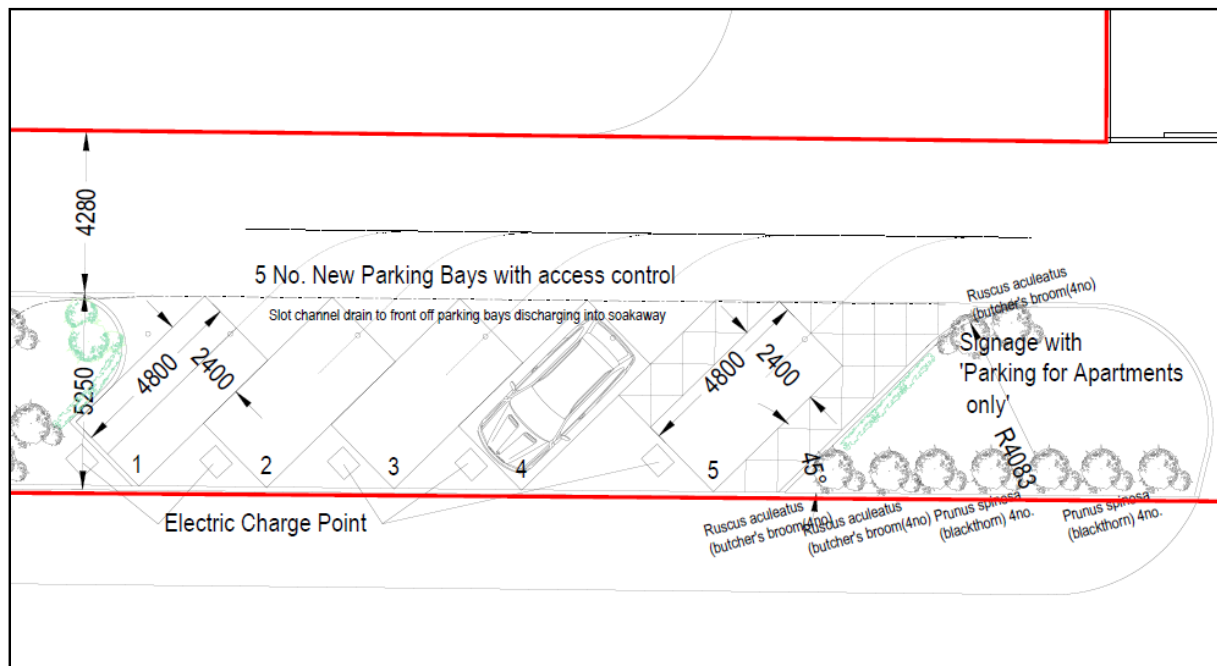 4280
5 No. New Parking Bays with access control
Slot channel drain to front off parking bays discharging into soakaway
Ruscus aculeatus
(butcher's broom(4no)
Signage with
'Parking for Apartments
only'
5250
4800
2400
4800
2400
R4083
45°
1
2
3
4
5
Electric Charge Point
Ruscus aculeatus
(butcher's broom(4no)
Ruscus aculeatus
(butcher's broom(4no)
Prunus spinosa
(blackthorn) 4no.
Prunus spinosa
(blackthorn) 4no.